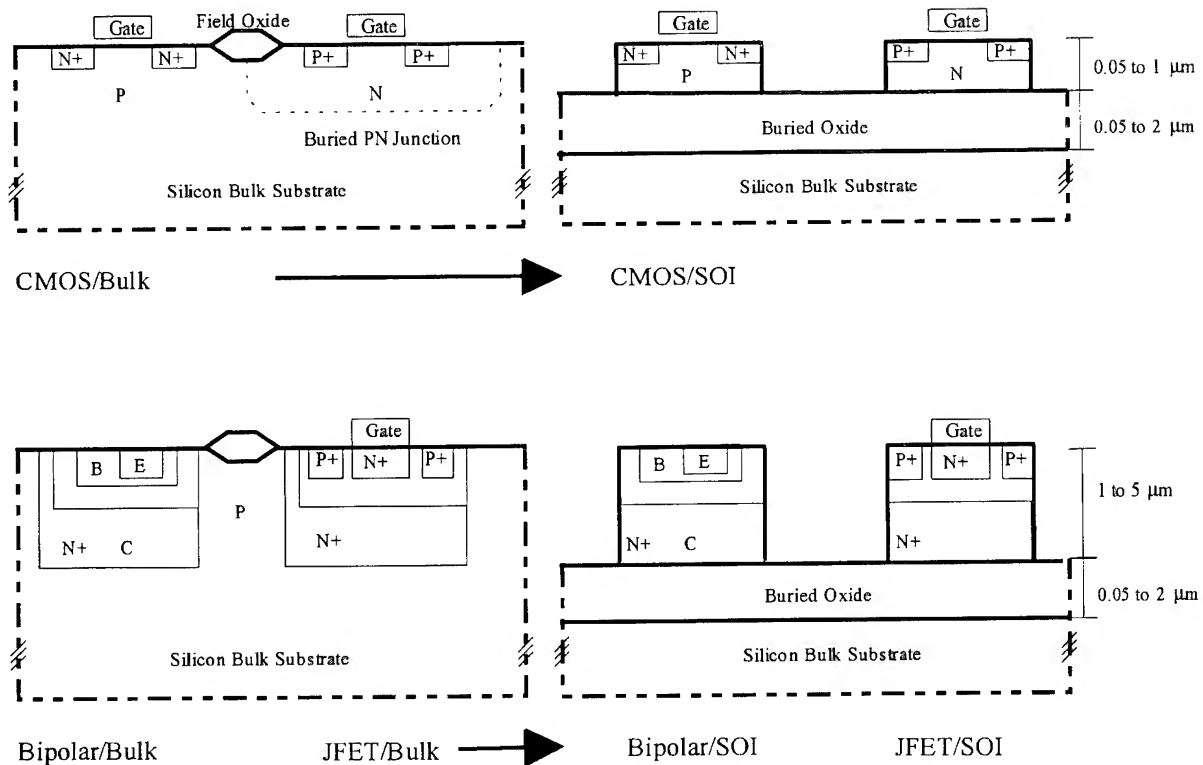 Gate
Field Oxide
Gate
N+
N+
P+
P+
P
N
Buried PN Junction
Silicon Bulk Substrate
Gate
Gate
N+
N+
P+
P+
P
N
0.05 to 1 µm
Buried Oxide
0.05 to 2 µm
Silicon Bulk Substrate
CMOS/Bulk
CMOS/SOI
Gate
B
E
P+
N+
P+
P
N+
C
N+
Silicon Bulk Substrate
Gate
B
E
P+
N+
P+
1 to 5 µm
N+
C
N+
Buried Oxide
0.05 to 2 µm
Silicon Bulk Substrate
Bipolar/Bulk
JFET/Bulk
Bipolar/SOI
JFET/SOI